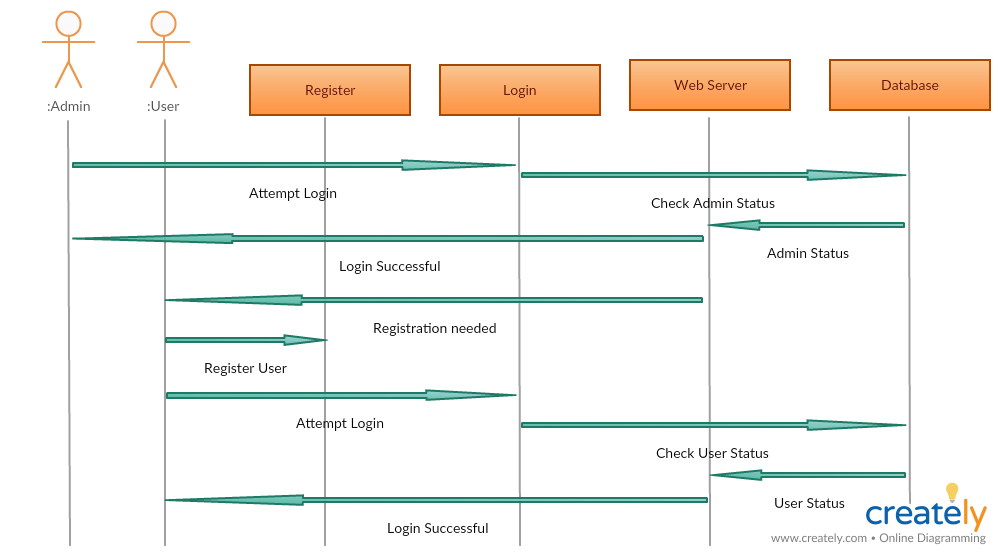 :Admin
:User
Register
Login
Web Server
Database
Attempt Login
Check Admin Status
Admin Status
Login Successful
Registration needed
Register User
Attempt Login
Check User Status
User Status
Login Successful
creately
www.creately.com • Online Diagramming